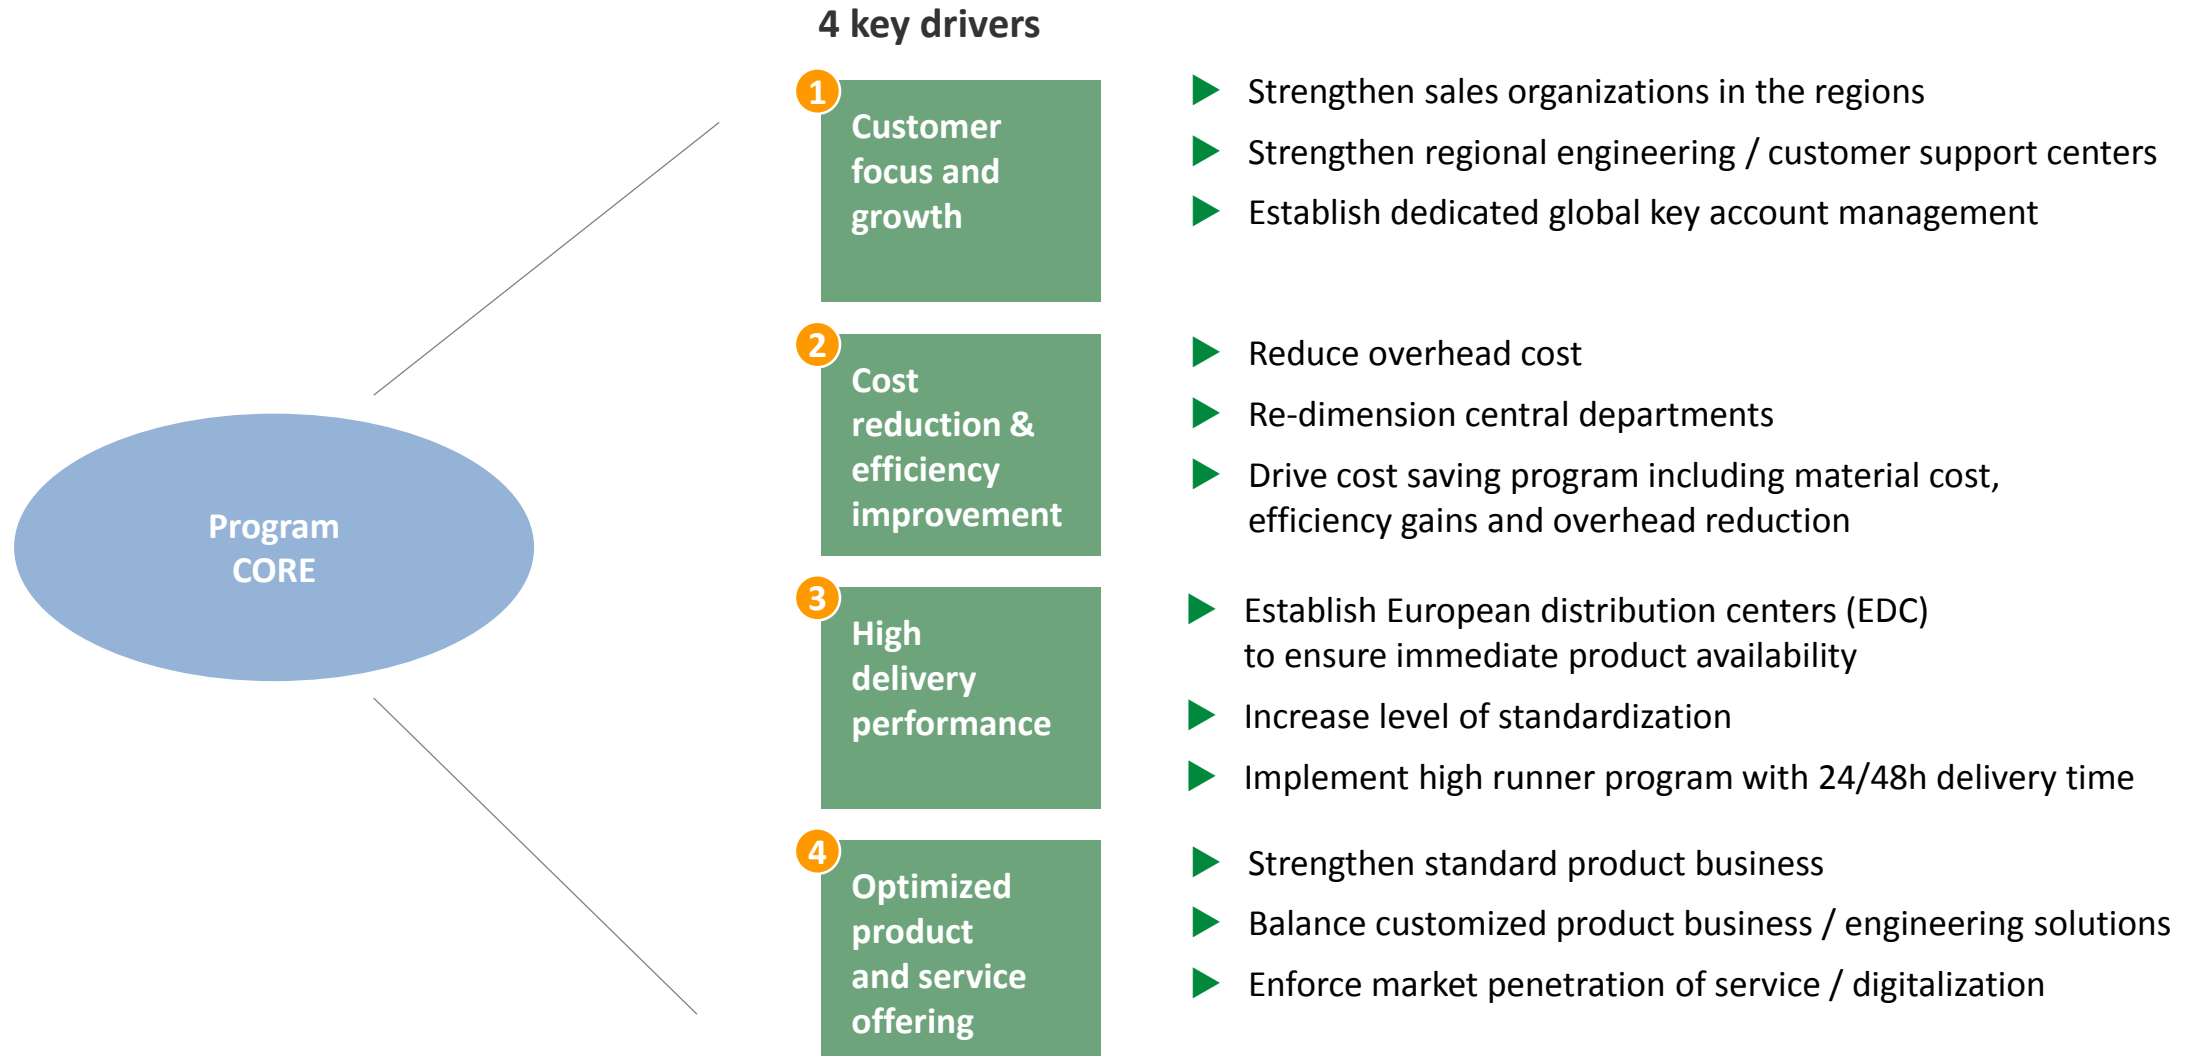 4 key drivers
Program
CORE
1
Customer
focus and
growth
Strengthen sales organizations in the regions
Strengthen regional engineering / customer support centers
Establish dedicated global key account management
2
Cost
reduction &
efficiency
improvement
Reduce overhead cost
Re-dimension central departments
Drive cost saving program including material cost,
efficiency gains and overhead reduction
3
High
delivery
performance
Establish European distribution centers (EDC)
to ensure immediate product availability
Increase level of standardization
Implement high runner program with 24/48h delivery time
4
Optimized
product
and service
offering
Strengthen standard product business
Balance customized product business / engineering solutions
Enforce market penetration of service / digitalization